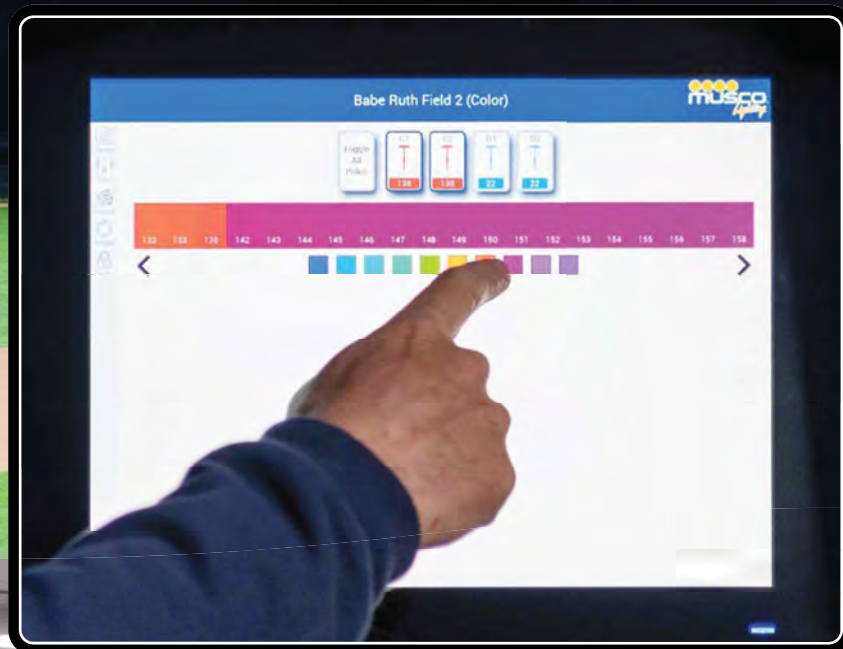 Babe Ruth Field 2 (Color)
musco
Lighting
Toggle
All
Poles
C1
C2
D1
D2
138
138
22
22
132 133 138 142 143 144 145 146 147 148 149 150 151 152 153 154 155 156 157 158